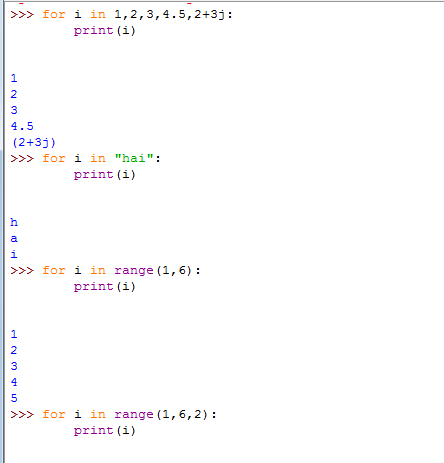 >>> for i in 1,2,3,4.5,2+3j:
        print(i)
1
2
3
4.5
(2+3j)
>>> for i in "hai":
        print(i)
h
a
i
>>> for i in range(1,6):
        print(i)
1
2
3
4
5
>>> for i in range(1,6,2):
        print(i)